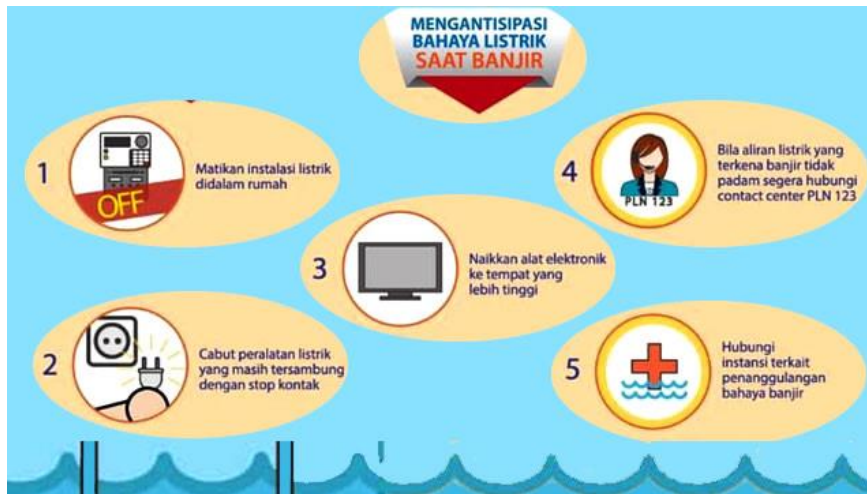 MENGANTISIPASI
BAHAYA LISTRIK
SAAT BANJIR
1
OFF
Matikan instalasi listrik
didalam rumah
2
Cabut peralatan listrik
yang masih tersambung
dengan stop kontak
3
Naikkan alat elektronik
ke tempat yang
lebih tinggi
4
PLN 123
Bila aliran listrik yang
terkena banjir tidak
padam segera hubungi
contact center PLN 123
5
Hubungi
instansi terkait
penanggulangan
bahaya banjir